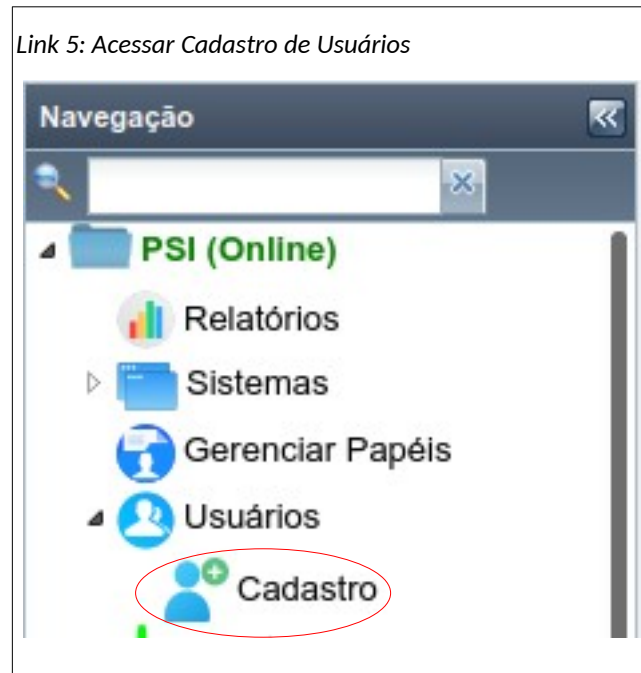 Link 5: Acessar Cadastro de Usuários
Navegação
PSI (Online)
Relatórios
Sistemas
Gerenciar Papéis
Usuários
Cadastro